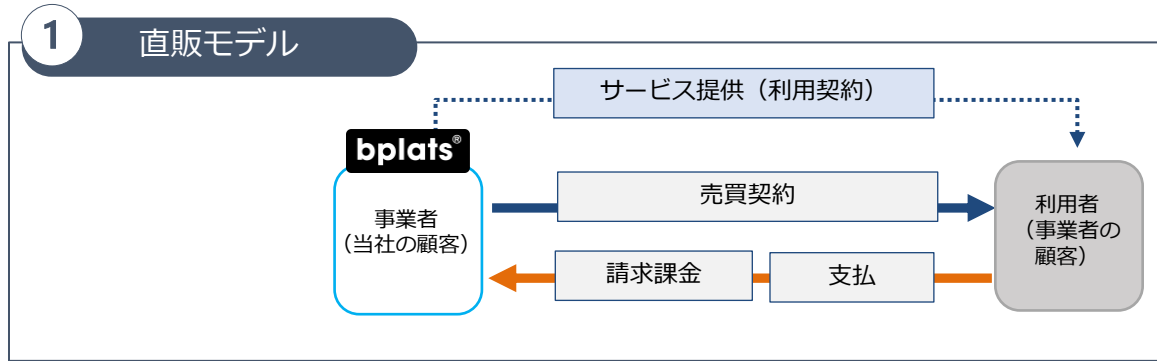 1
直販モデル
サービス提供（利用契約）
bplats®
事業者
（当社の顧客）
売買契約
利用者
（事業者の
顧客）
請求課金
支払